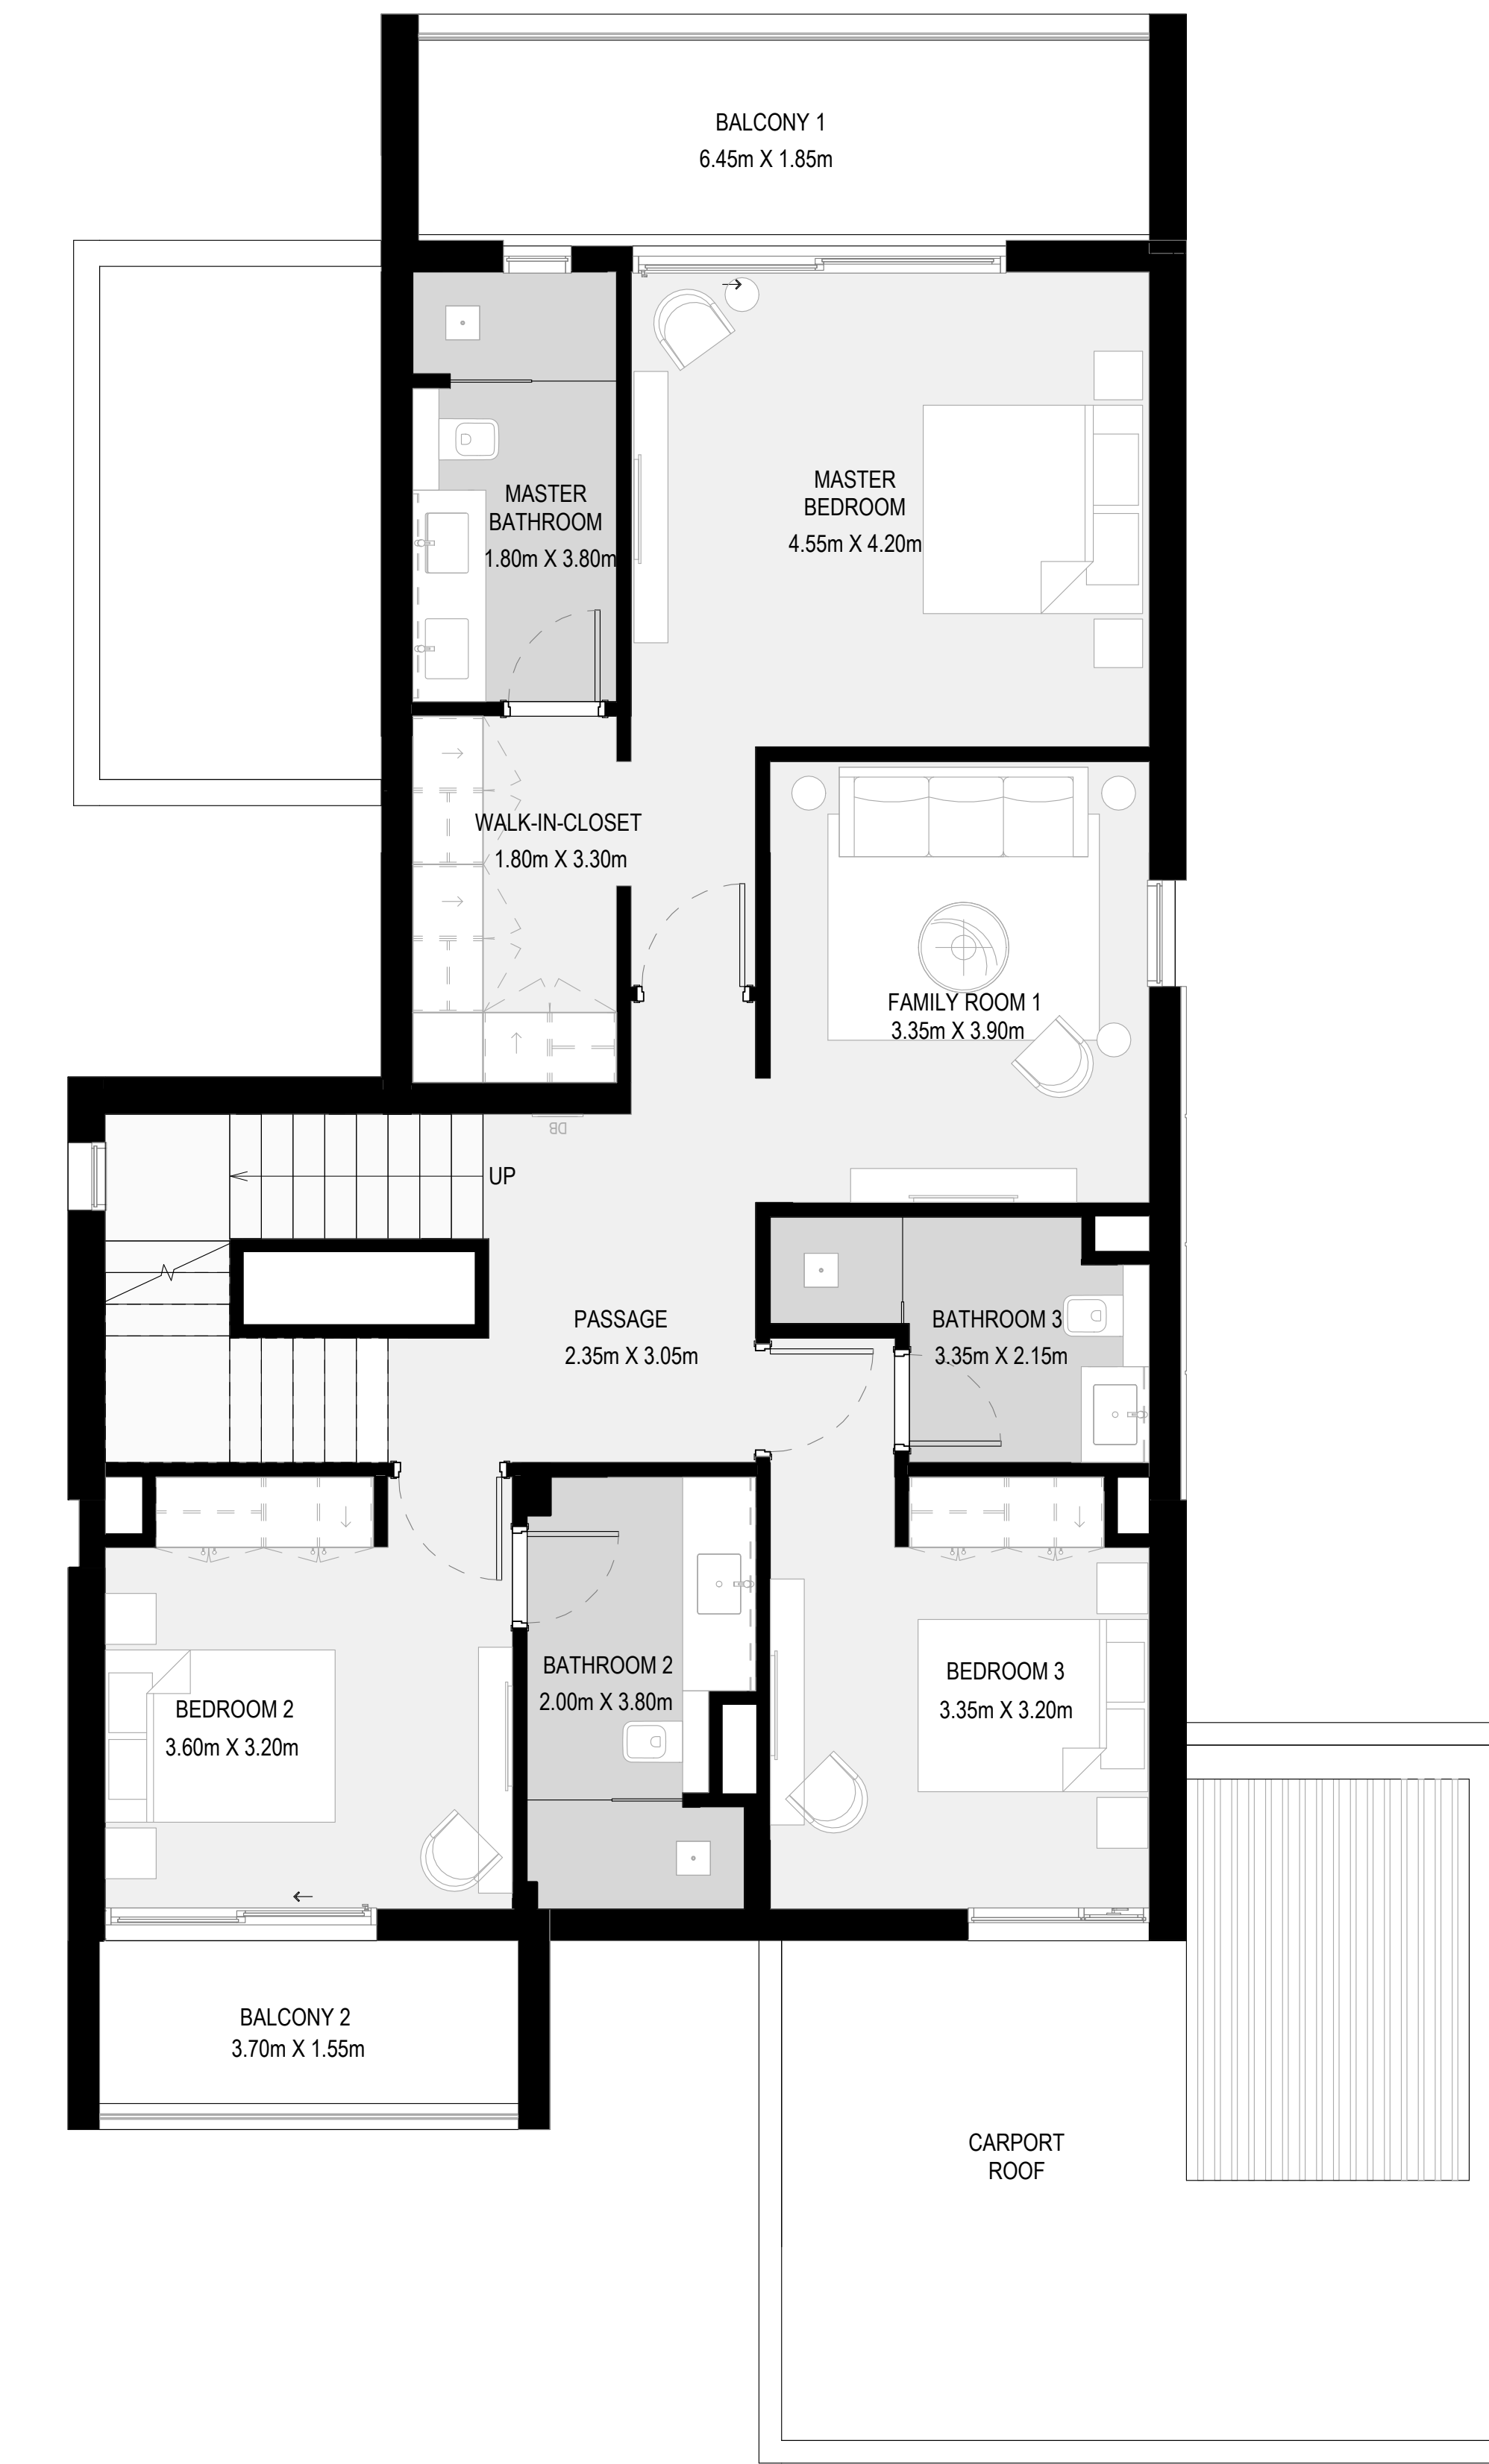 BALCONY 1
6.45m X 1.85m
MASTER
BATHROOM
1.80m X 3.80m
MASTER
BEDROOM
4.55m X 4.20m
WALK-IN-CLOSET
1.80m X 3.30m
FAMILY ROOM 1
3.35m X 3.90m
DB
UP
PASSAGE
2.35m X 3.05m
BATHROOM 3
3.35m X 2.15m
BATHROOM 2
2.00m X 3.80m
BEDROOM 3
3.35m X 3.20m
BEDROOM 2
3.60m X 3.20m
BALCONY 2
3.70m X 1.55m
CARPORT
ROOF